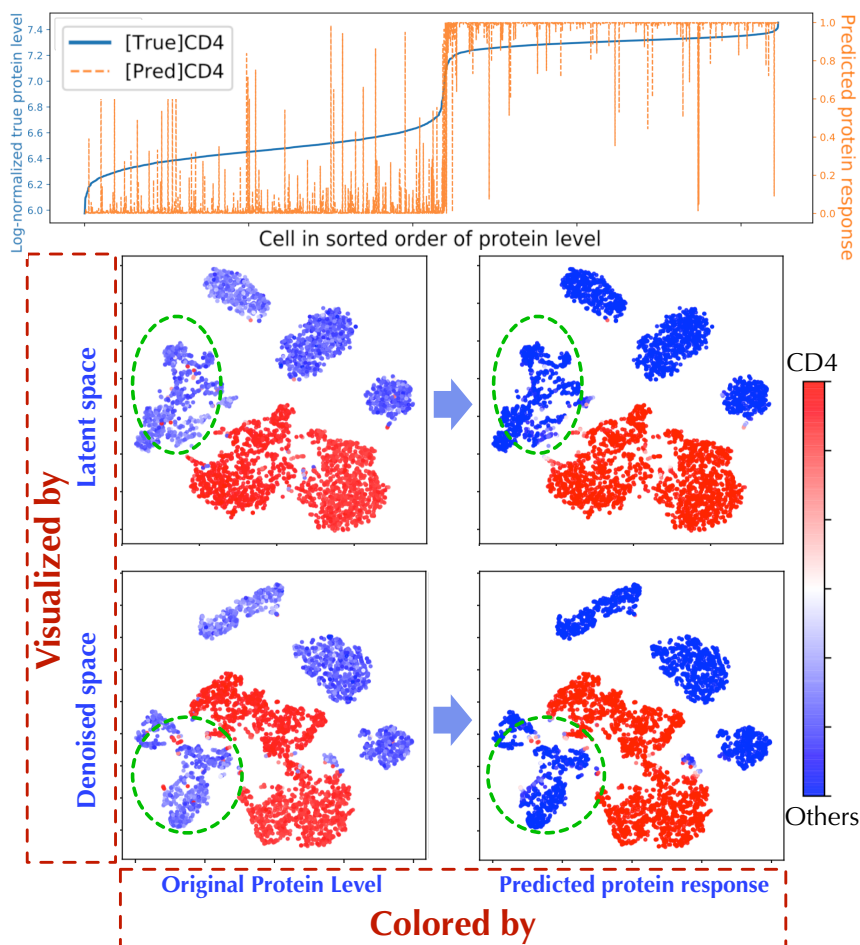 Log-normalized true protein level
7.4
7.2
7.0
6.8
6.6
6.4
6.2
6.0
[True]CD4
[Pred]CD4
1.0
0.8
0.6
0.4
0.2
0.0
Predicted protein response
Cell in sorted order of protein level
Visualized by
Latent space
Denoised space
CD4
Others
Original Protein Level
Predicted protein response
Colored by